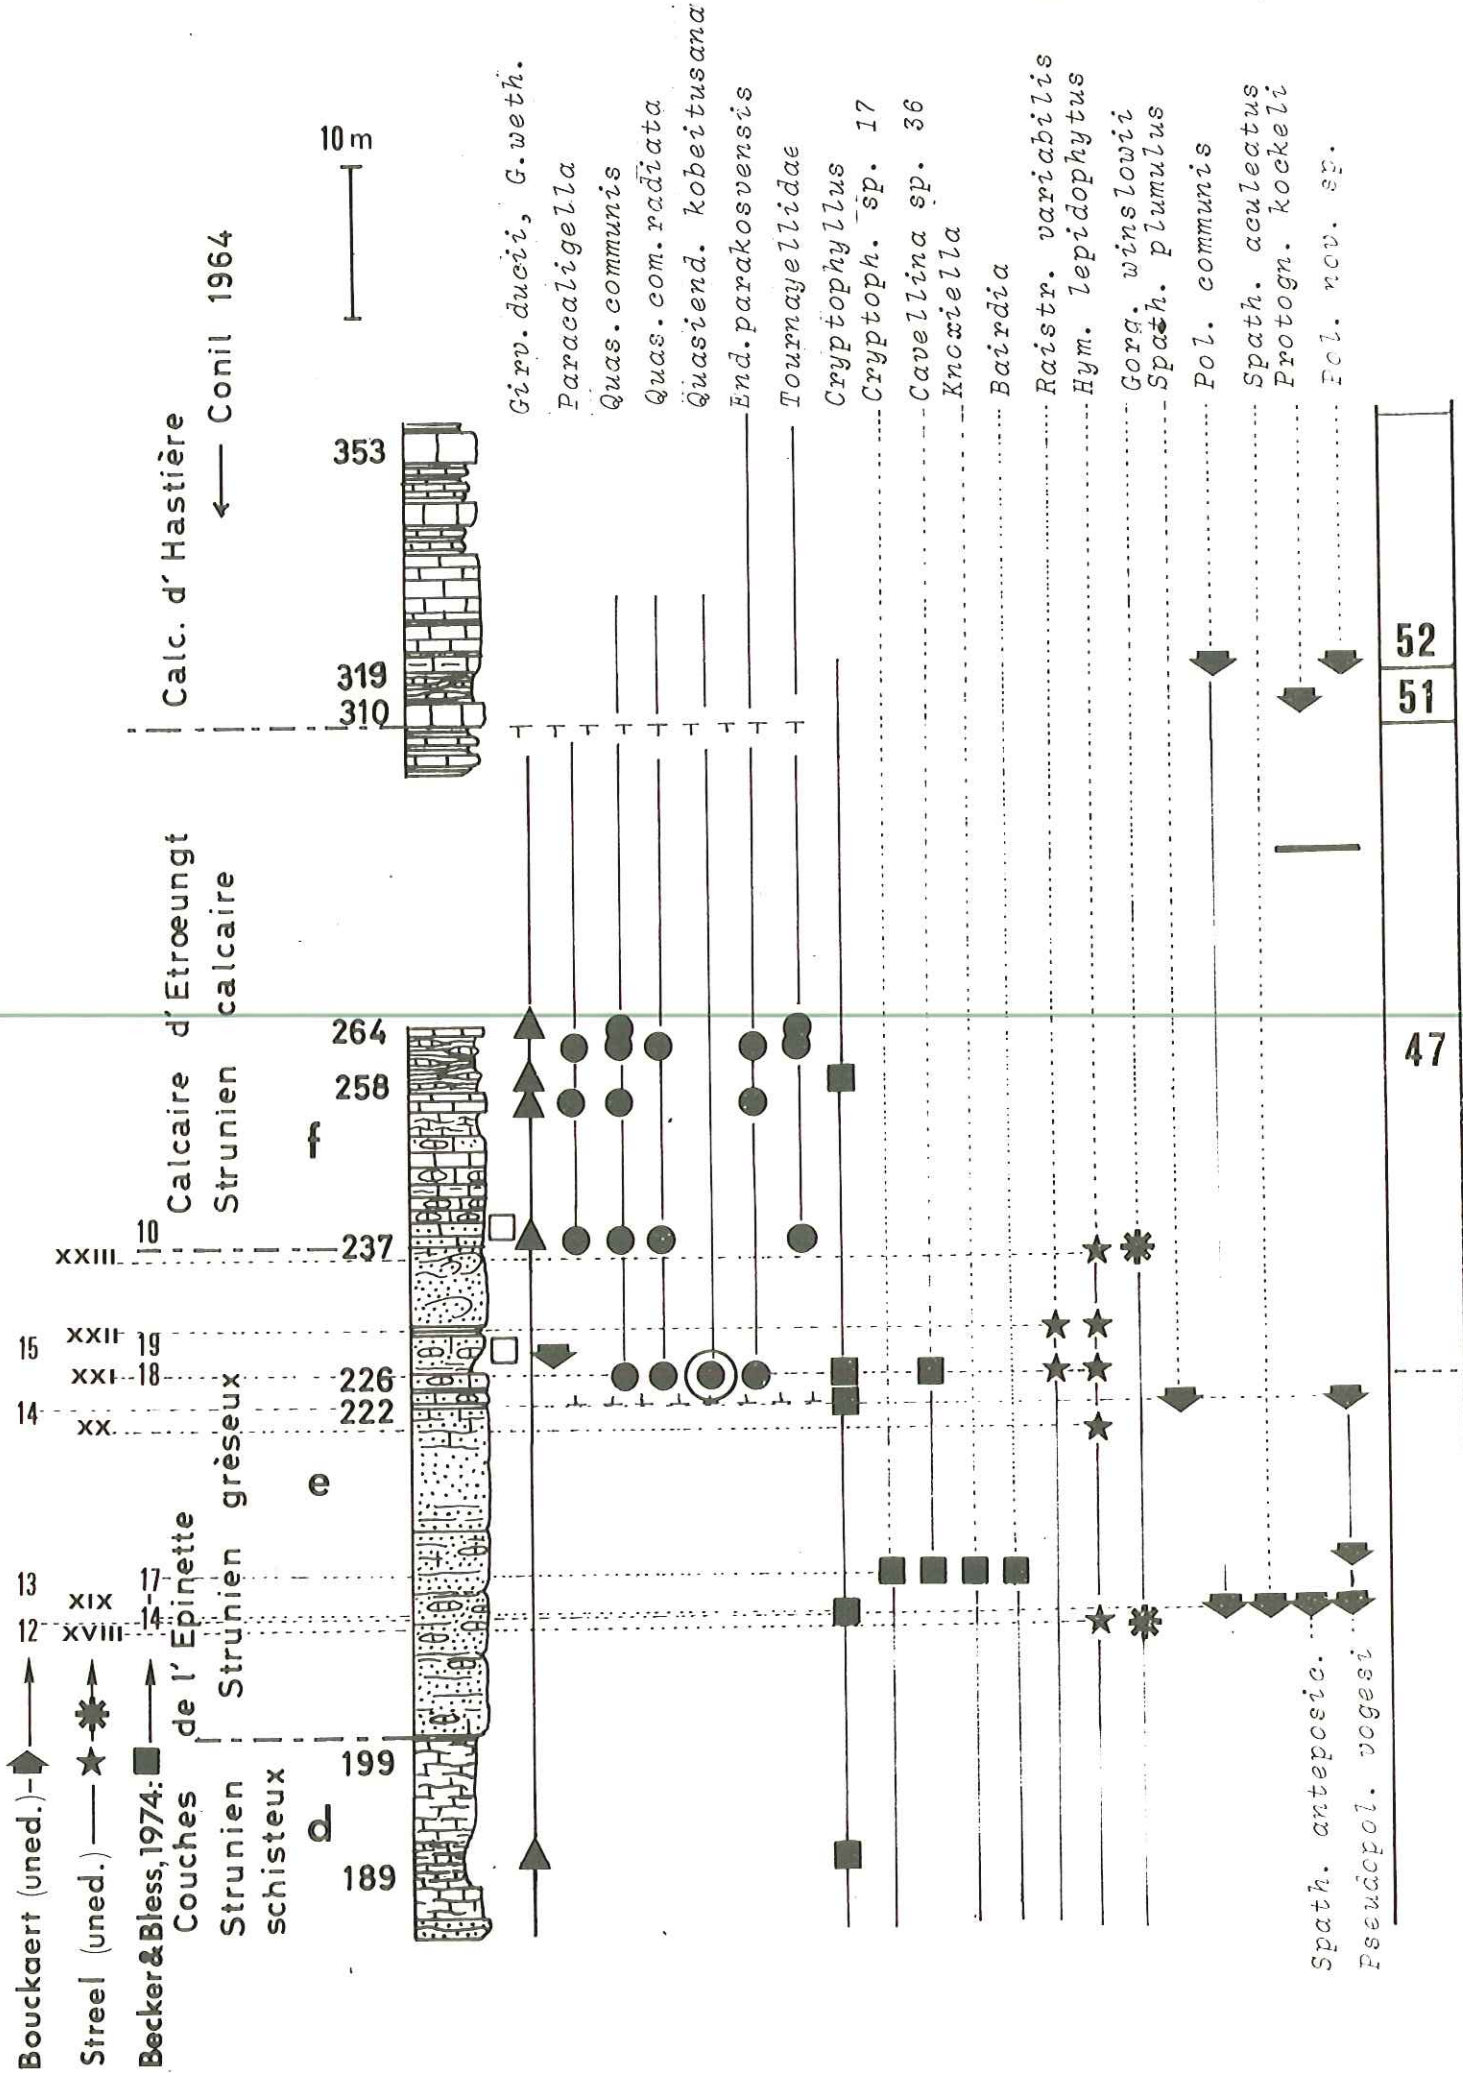 10 m
Girv. ducii, G. weth.
Paracaligella
Quas. communis
Quas. com. radiata
Quasiend. kobeitusana
End. parakosvensis
Tournayellidae
Cryptophyllus
Cryptoph. sp. 17
Cavellina sp. 36
Knoxiella
Bairdia
Raistr. variabilis
Hym. lepidophytus
Gorg. winslowii
Spath. plumulus
Pol. communis
Spath. aculeatus
Protogn. kockeli
Pol. nov. sp.
Calc. d'Hastière
← Conil 1964
353
319
310
52
51
Calcaire d'Etrœungt
Strunien calcaire
264
258
f
47
10
XXIII
237
15
XXII
19
XXI
18
226
14
222
XX
e
13
17
XIX
-
12
XVIII
14
Couches de l'Epinette
Strunien grèseux
199
Strunien
schisteux
d
189
Bouckaert (uned.)
Streel (uned.)
Becker & Bless, 1974:
Spath. anteposic.
Pseudopol. vogesi